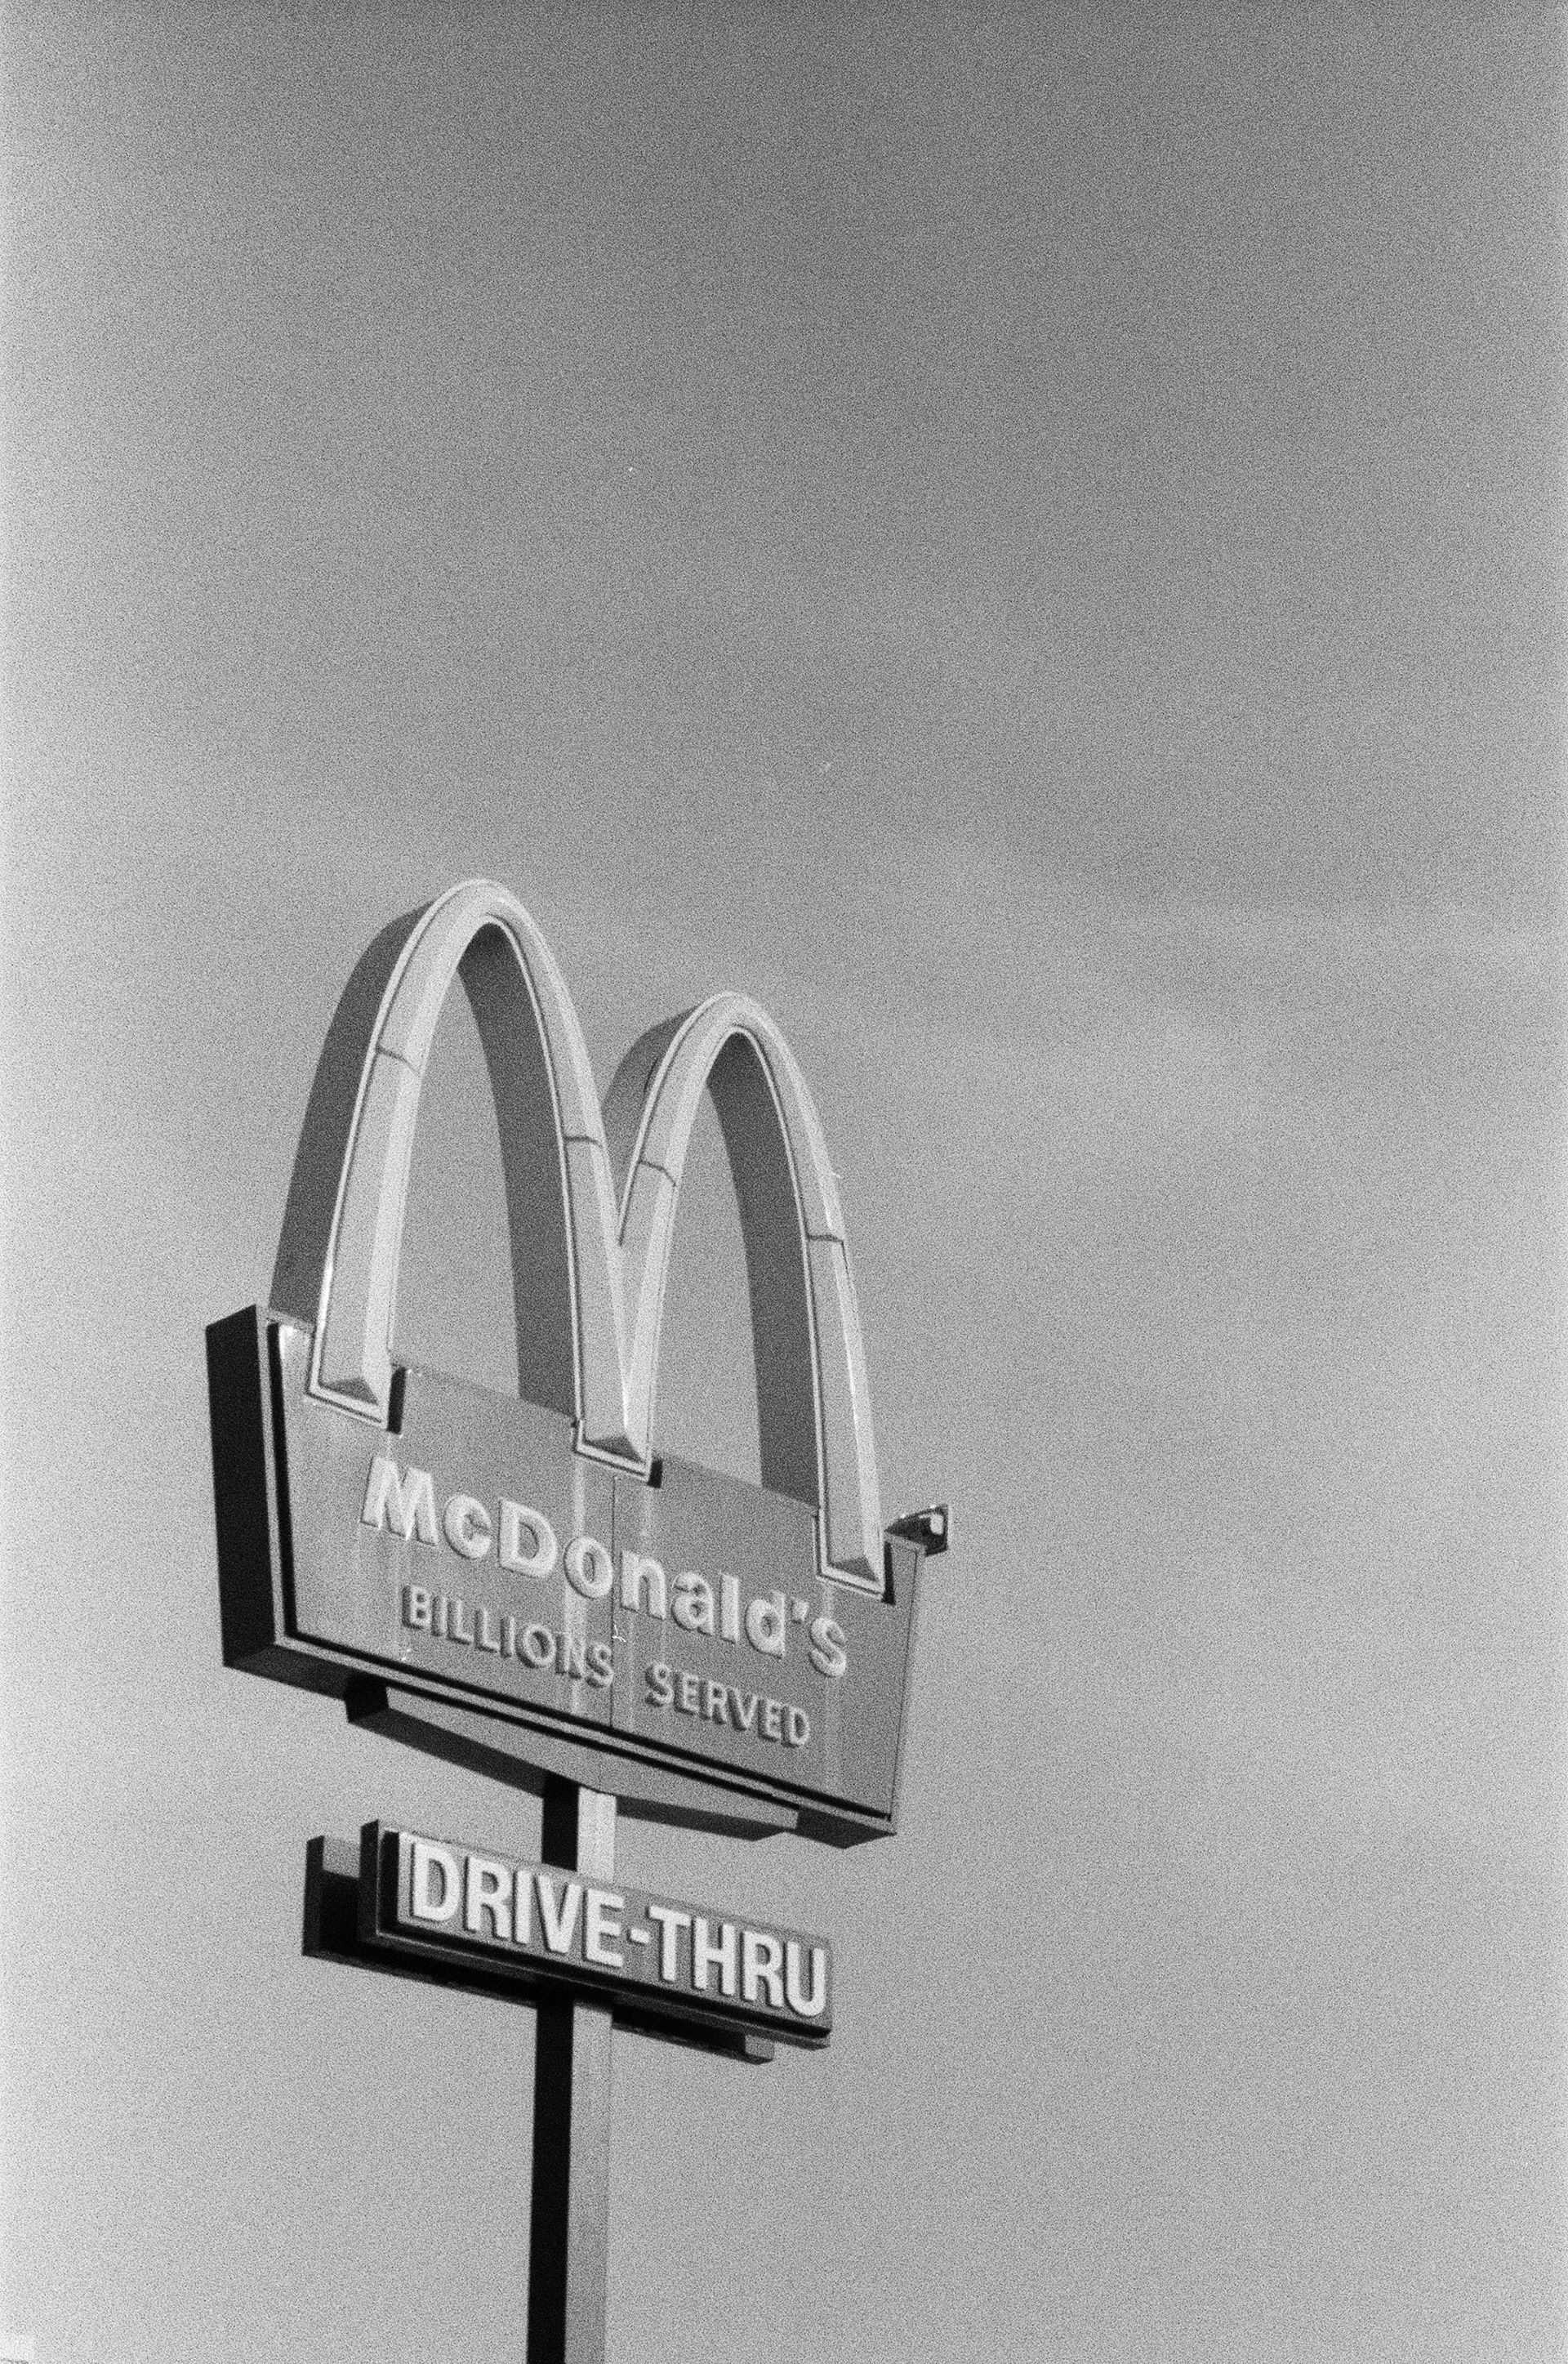 McDonald's
BILLIONS SERVED
DRIVE-THRU